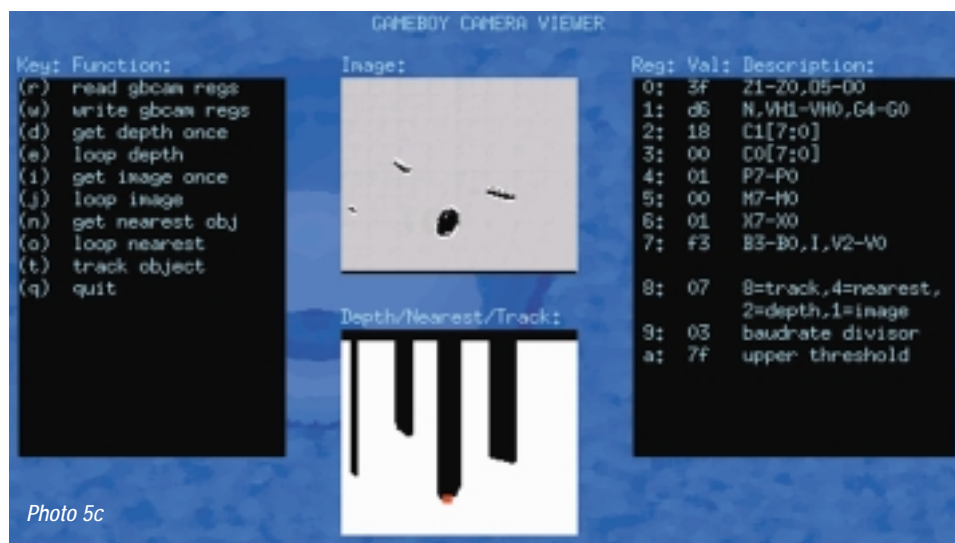 GAMEBOY CAMERA VIEWER
Key: Function:
(r) read gbcam regs
(w) write gbcam regs
(d) get depth once
(e) loop depth
(i) get image once
(j) loop image
(n) get nearest obj
(o) loop nearest
(t) track object
(q) quit
Image:
Depth/Nearest/Track:
Reg: Val: Description:
0: 3f Z1-Z0,O5-O0
1: d6 N,VH1-VH0,G4-G0
2: 18 C1[7:0]
3: 00 C0[7:0]
4: 01 P7-P0
5: 00 M7-M0
6: 01 X7-X0
7: f3 B3-B0,I,V2-V0
8: 07 8=track,4=nearest,
2=depth,1=image
9: 03 baudrate divisor
a: 7f upper threshold
Photo 5c